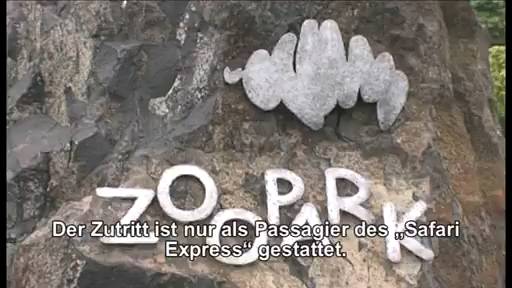 ZOOPARK
Der Zutritt ist nur als Passagier des „Safari
Express“ gestattet.